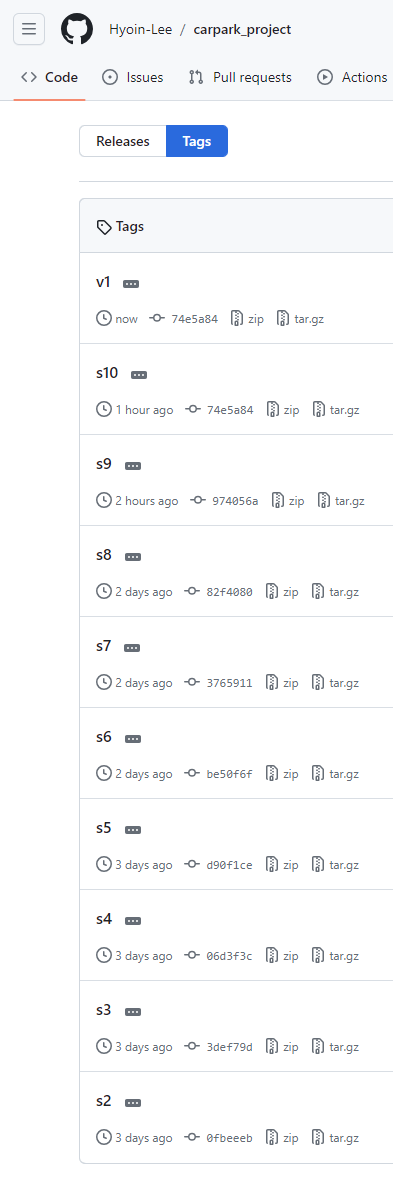 Hyoin-Lee / carpark_project
Code Issues Pull requests Actions
Releases Tags
Tags
v1
now 74e5a84 zip tar.gz
s10
1 hour ago 74e5a84 zip tar.gz
s9
2 hours ago 974056a zip tar.gz
s8
2 days ago 82f4080 zip tar.gz
s7
2 days ago 3765911 zip tar.gz
s6
2 days ago be50f6f zip tar.gz
s5
3 days ago d90f1ce zip tar.gz
s4
3 days ago 06d3f3c zip tar.gz
s3
3 days ago 3def79d zip tar.gz
s2
3 days ago 0fbeeeb zip tar.gz